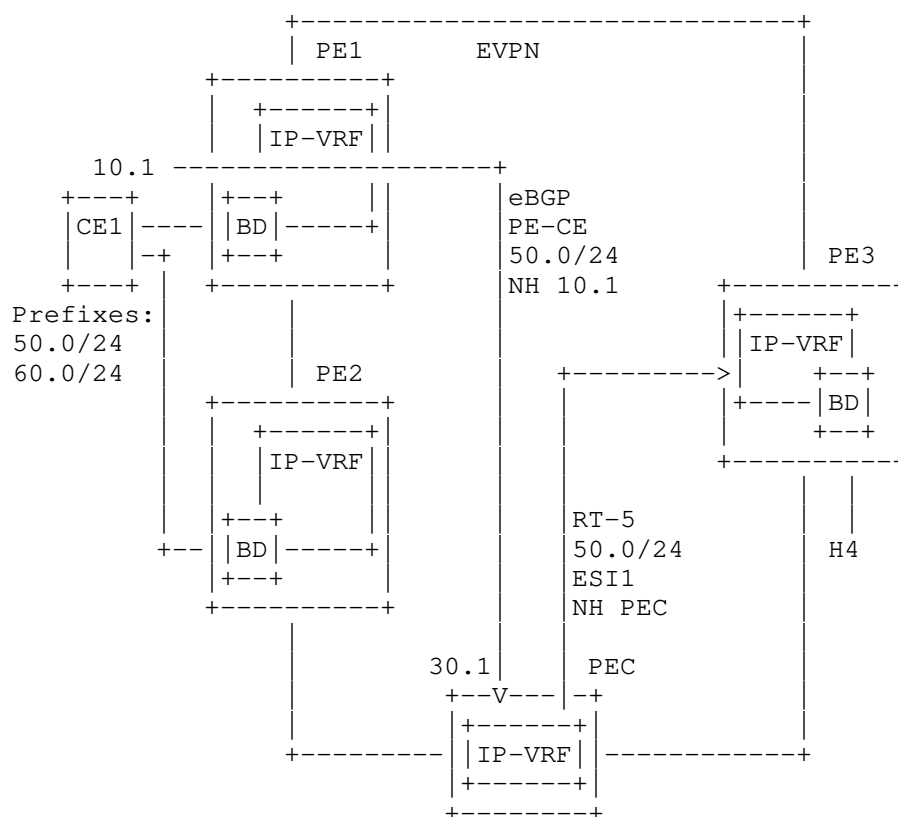 PE1 EVPN
IP-VRF
10.1
eBGP
CE1 BD PE-CE
50.0/24 PE3
NH 10.1
Prefixes:
50.0/24 IP-VRF
60.0/24 PE2
BD
IP-VRF
RT-5
BD 50.0/24 H4
ESI1
NH PEC
30.1 PEC
V
IP-VRF